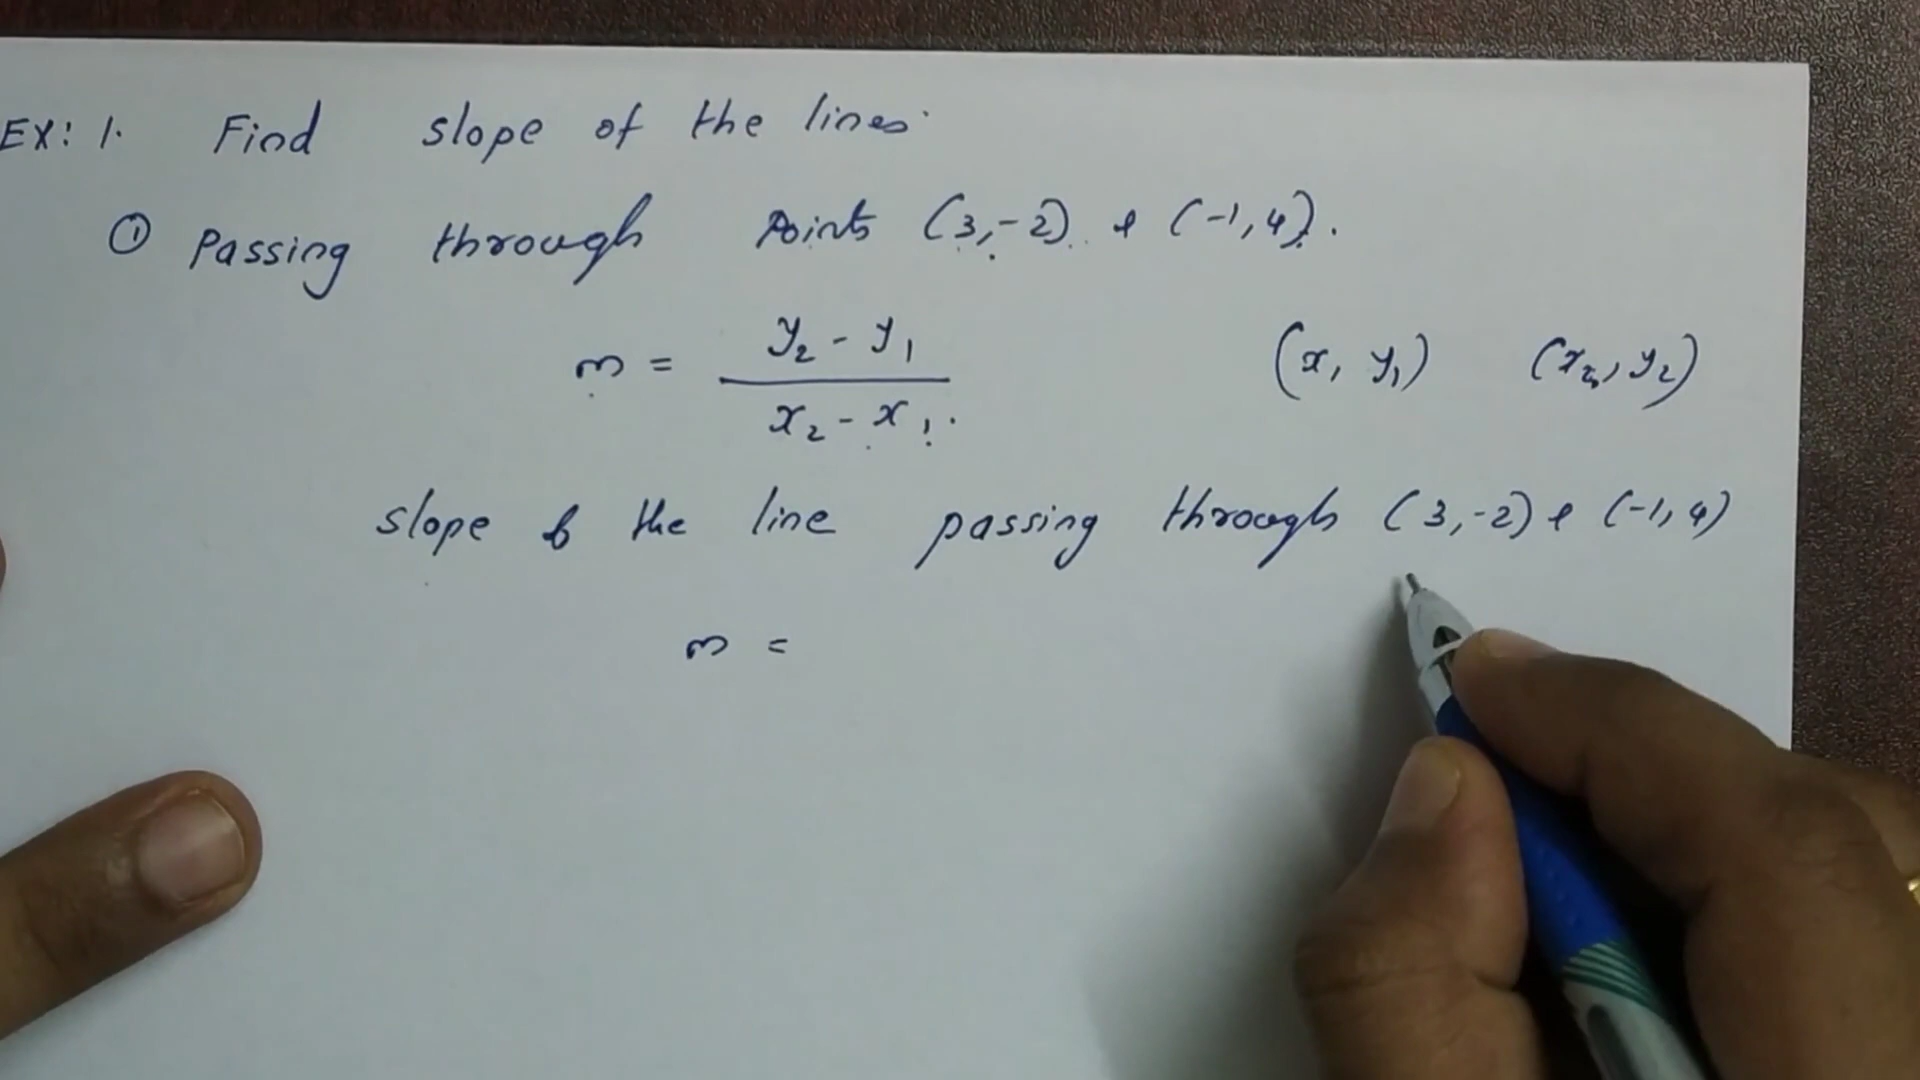 EX: 1. Find slope of the lines.
① Passing through Points (3,-2) & (-1,4).
m = y₂ - y₁ / x₂ - x₁. (x, y₁) (x₂, y₂)
slope of the line passing through (3,-2) & (-1,4)
m =